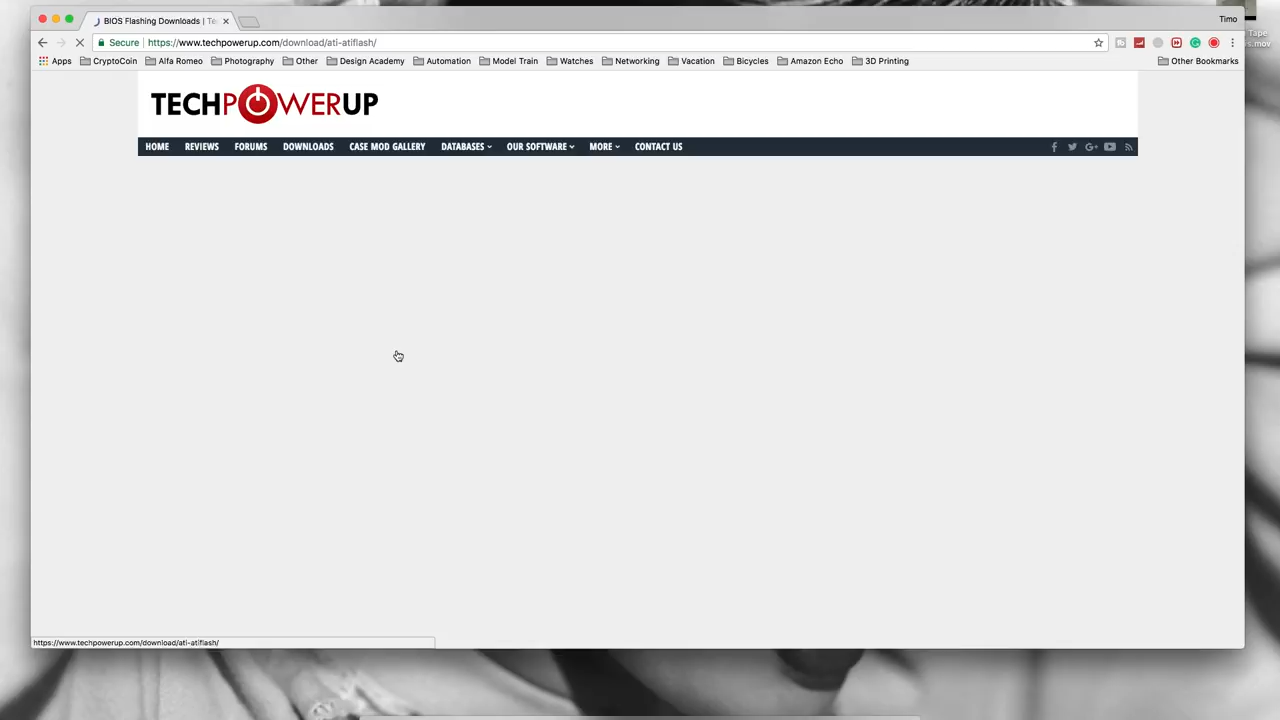 BIOS Flashing Downloads | Te
Timo
Tape
s.mov
Secure
https://www.techpowerup.com/download/ati-atiflash/
Apps
CryptoCoin
Alfa Romeo
Photography
Other
Design Academy
Automation
Model Train
Watches
Networking
Vacation
Bicycles
Amazon Echo
3D Printing
Other Bookmarks
TECHPOWERUP
HOME
REVIEWS
FORUMS
DOWNLOADS
CASE MOD GALLERY
DATABASES
OUR SOFTWARE
MORE
CONTACT US
https://www.techpowerup.com/download/ati-atiflash/